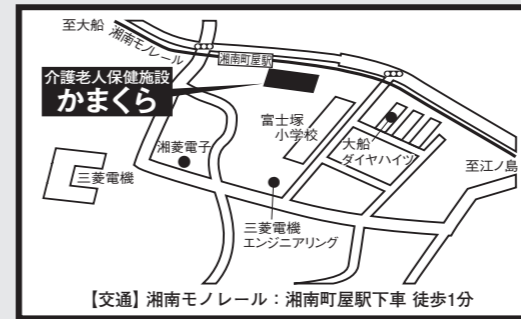 至大船
湘南モノレール
湘南町屋駅
介護老人保健施設
かまくら
富士塚
小学校
湘菱電子
大船
ダイヤハイツ
至江ノ島
三菱電機
三菱電機
エンジニアリング
【交通】湘南モノレール：湘南町屋駅下車 徒歩1分